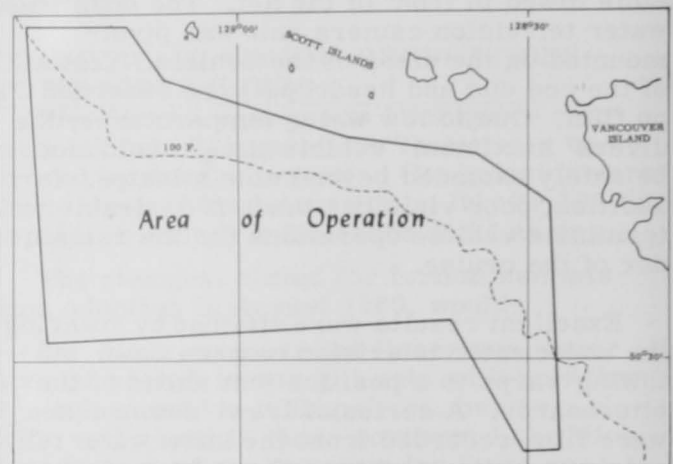 129°00'
128°30'
SCOTT ISLANDS
VANCOUVER
ISLAND
100 F.
Area of Operation
50°30'